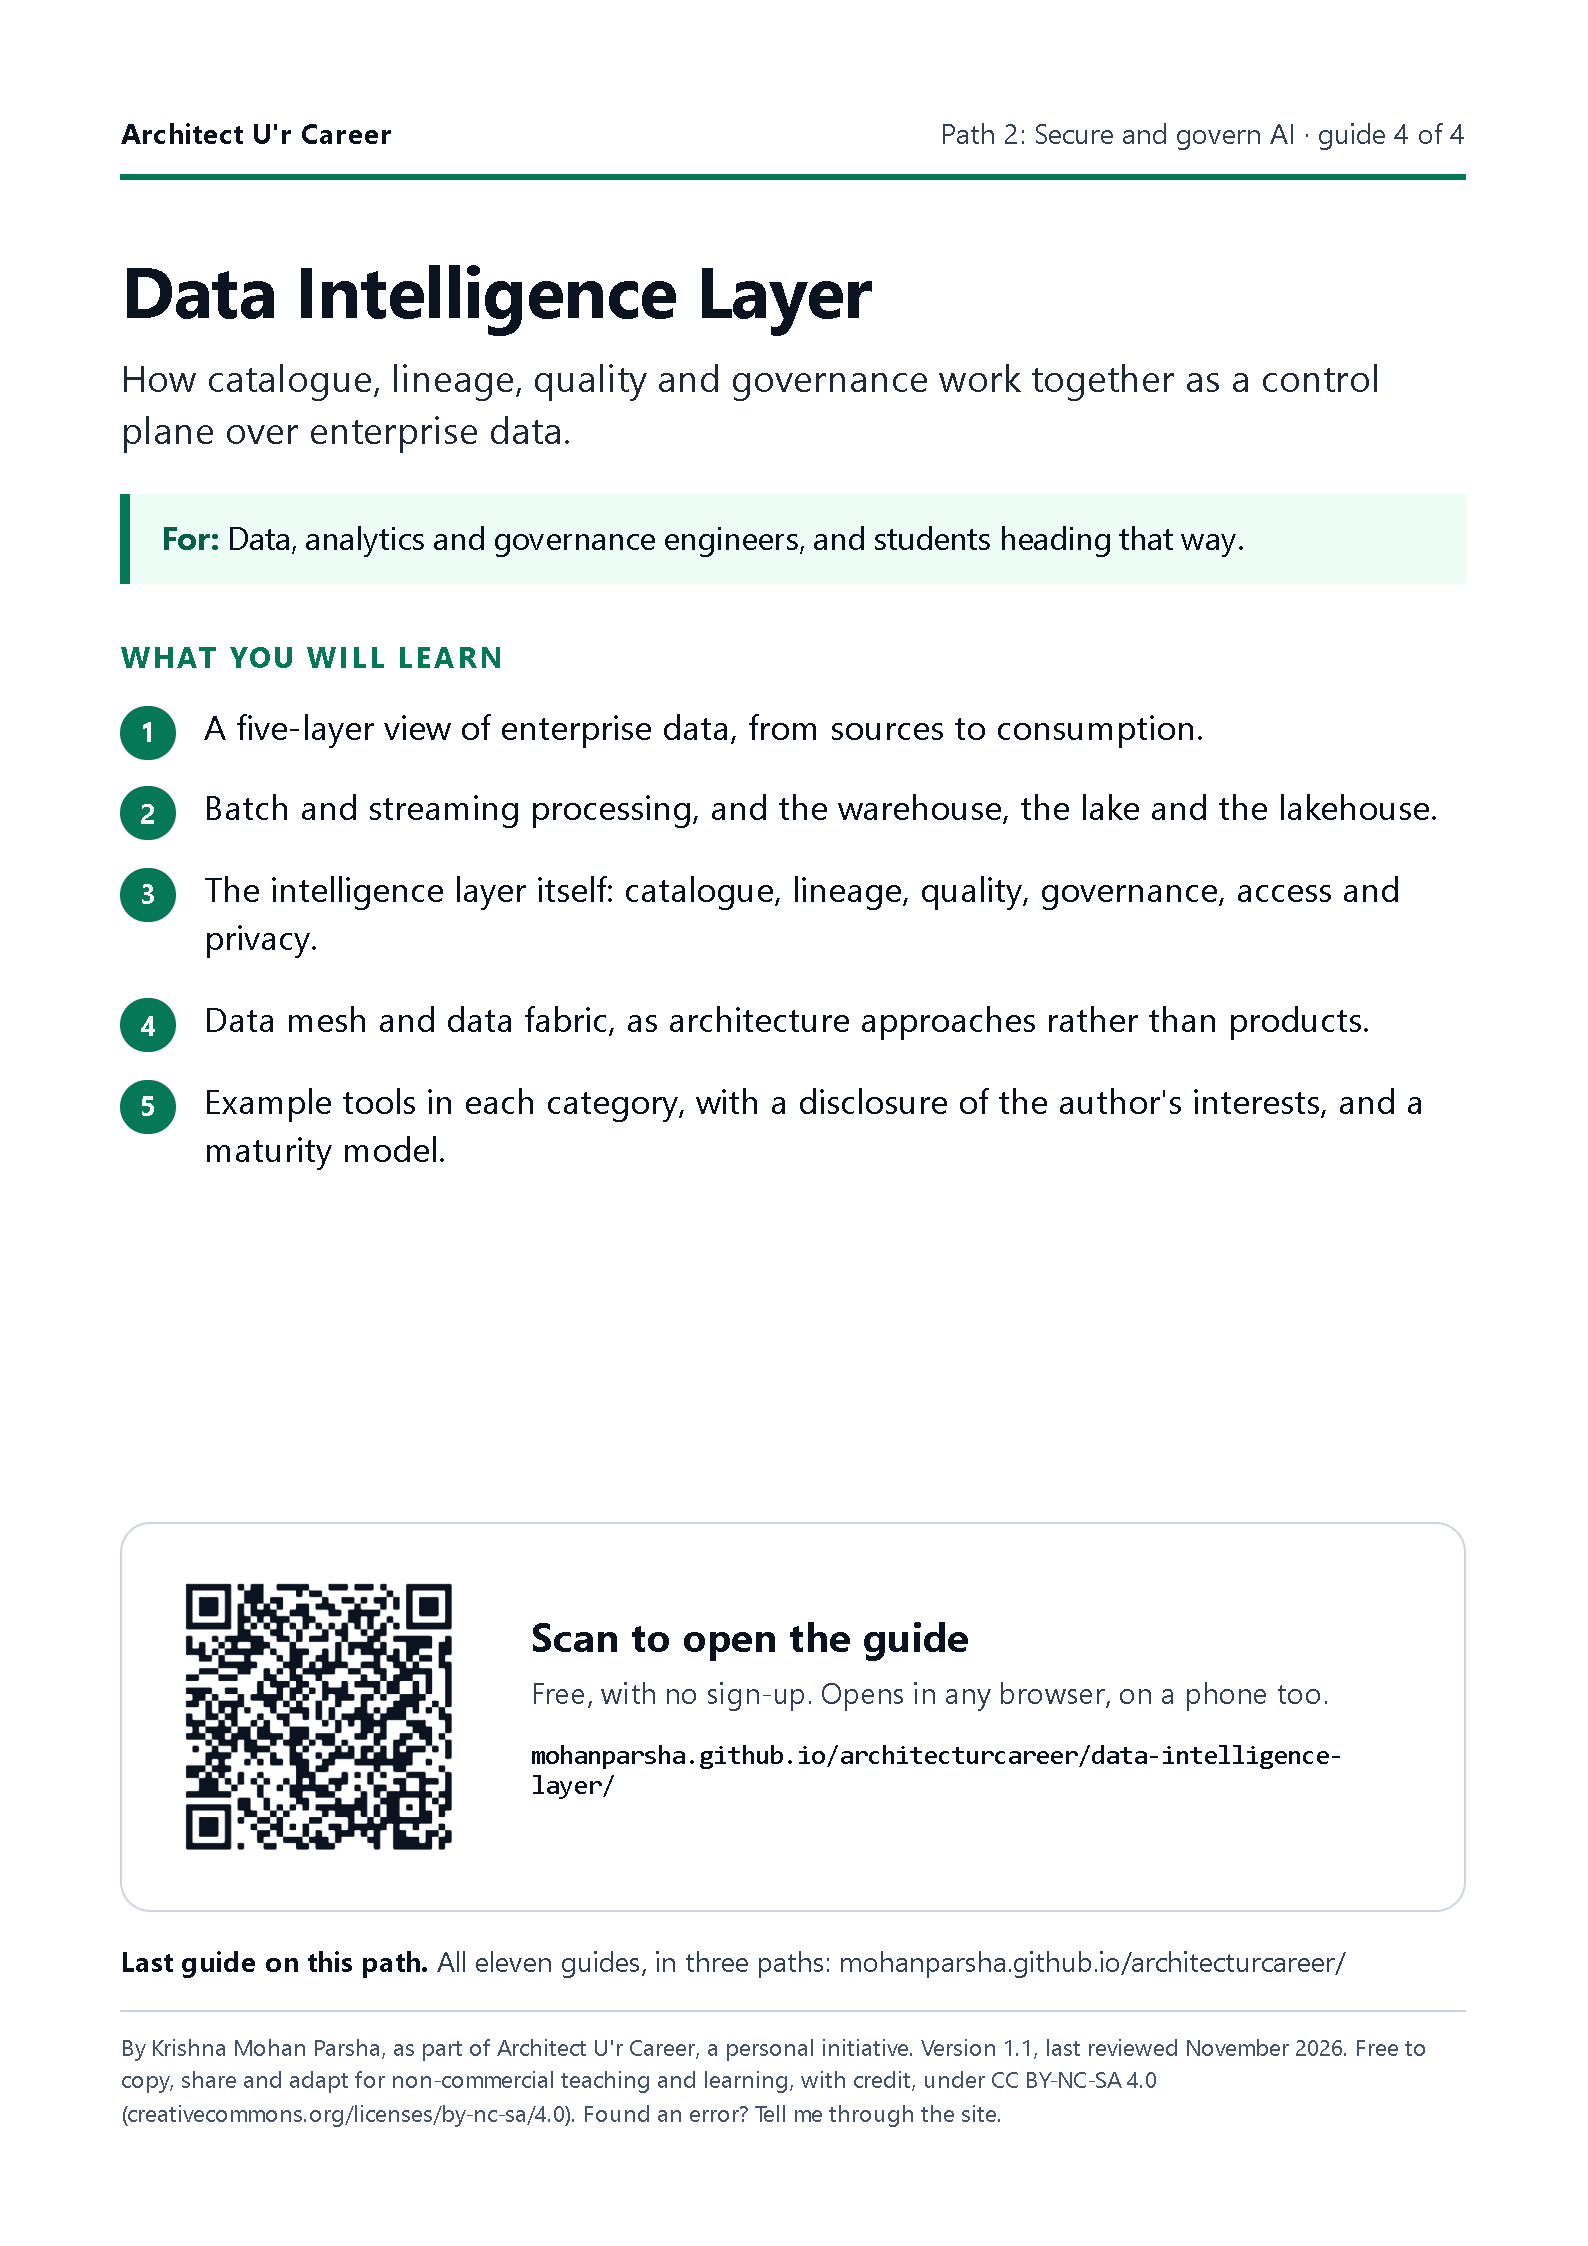 Architect U'r Career
Path 2: Secure and govern AI · guide 4 of 4
Data Intelligence Layer
How catalogue, lineage, quality and governance work together as a control
plane over enterprise data.
For: Data, analytics and governance engineers, and students heading that way.
WHAT YOU WILL LEARN
1 A five-layer view of enterprise data, from sources to consumption.
2 Batch and streaming processing, and the warehouse, the lake and the lakehouse.
3 The intelligence layer itself: catalogue, lineage, quality, governance, access and
privacy.
4 Data mesh and data fabric, as architecture approaches rather than products.
5 Example tools in each category, with a disclosure of the author's interests, and a
maturity model.
Scan to open the guide
Free, with no sign-up. Opens in any browser, on a phone too.
mohanparsha.github.io/architecturcareer/data-intelligence-
layer/
Last guide on this path. All eleven guides, in three paths: mohanparsha.github.io/architecturcareer/
By Krishna Mohan Parsha, as part of Architect U'r Career, a personal initiative. Version 1.1, last reviewed November 2026. Free to
copy, share and adapt for non-commercial teaching and learning, with credit, under CC BY-NC-SA 4.0
(creativecommons.org/licenses/by-nc-sa/4.0). Found an error? Tell me through the site.